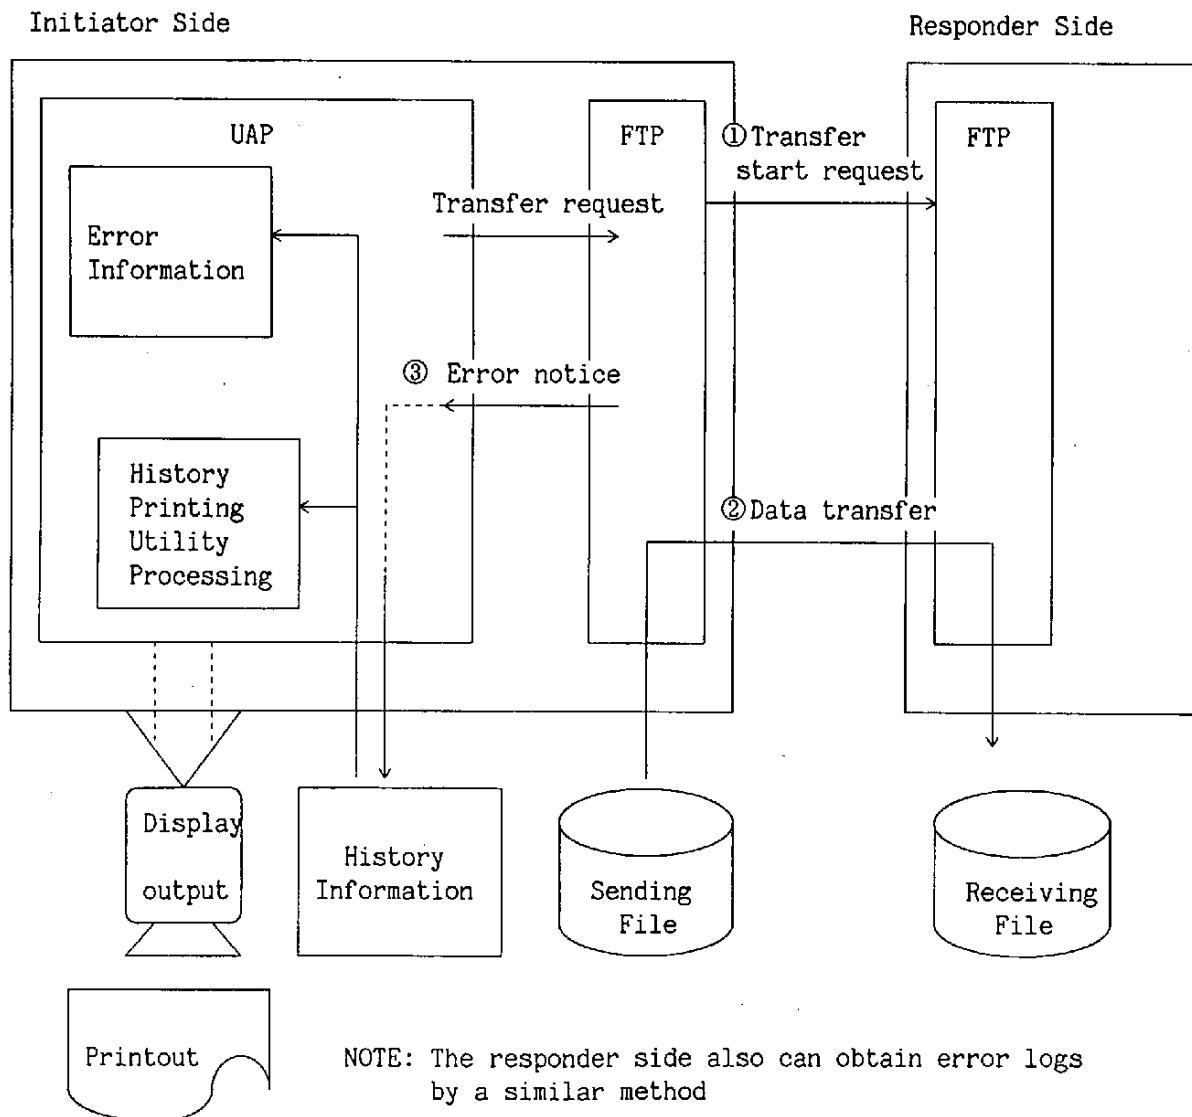 Initiator Side
Responder Side
UAP
FTP
①Transfer
start request
FTP
Transfer request
Error
Information
③ Error notice
History
Printing
Utility
Processing
②Data transfer
Display
output
History
Information
Sending
File
Receiving
File
Printout
NOTE: The responder side also can obtain error logs
by a similar method